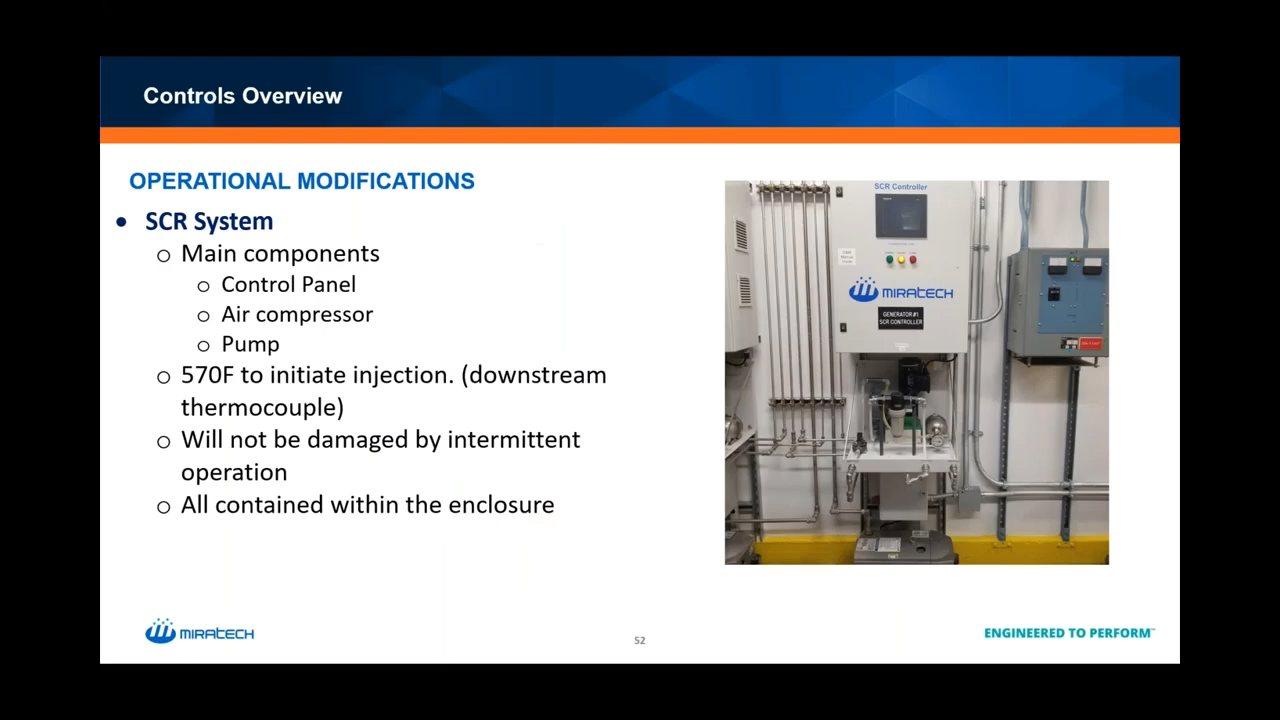 Controls Overview
OPERATIONAL MODIFICATIONS
• SCR System
o Main components
o Control Panel
o Air compressor
o Pump
o 570F to initiate injection. (downstream
thermocouple)
o Will not be damaged by intermittent
operation
o All contained within the enclosure
SCR Controller
MIRATECH
GENERATOR #1
SCR CONTROLLER
MIRATECH
52
ENGINEERED TO PERFORM™